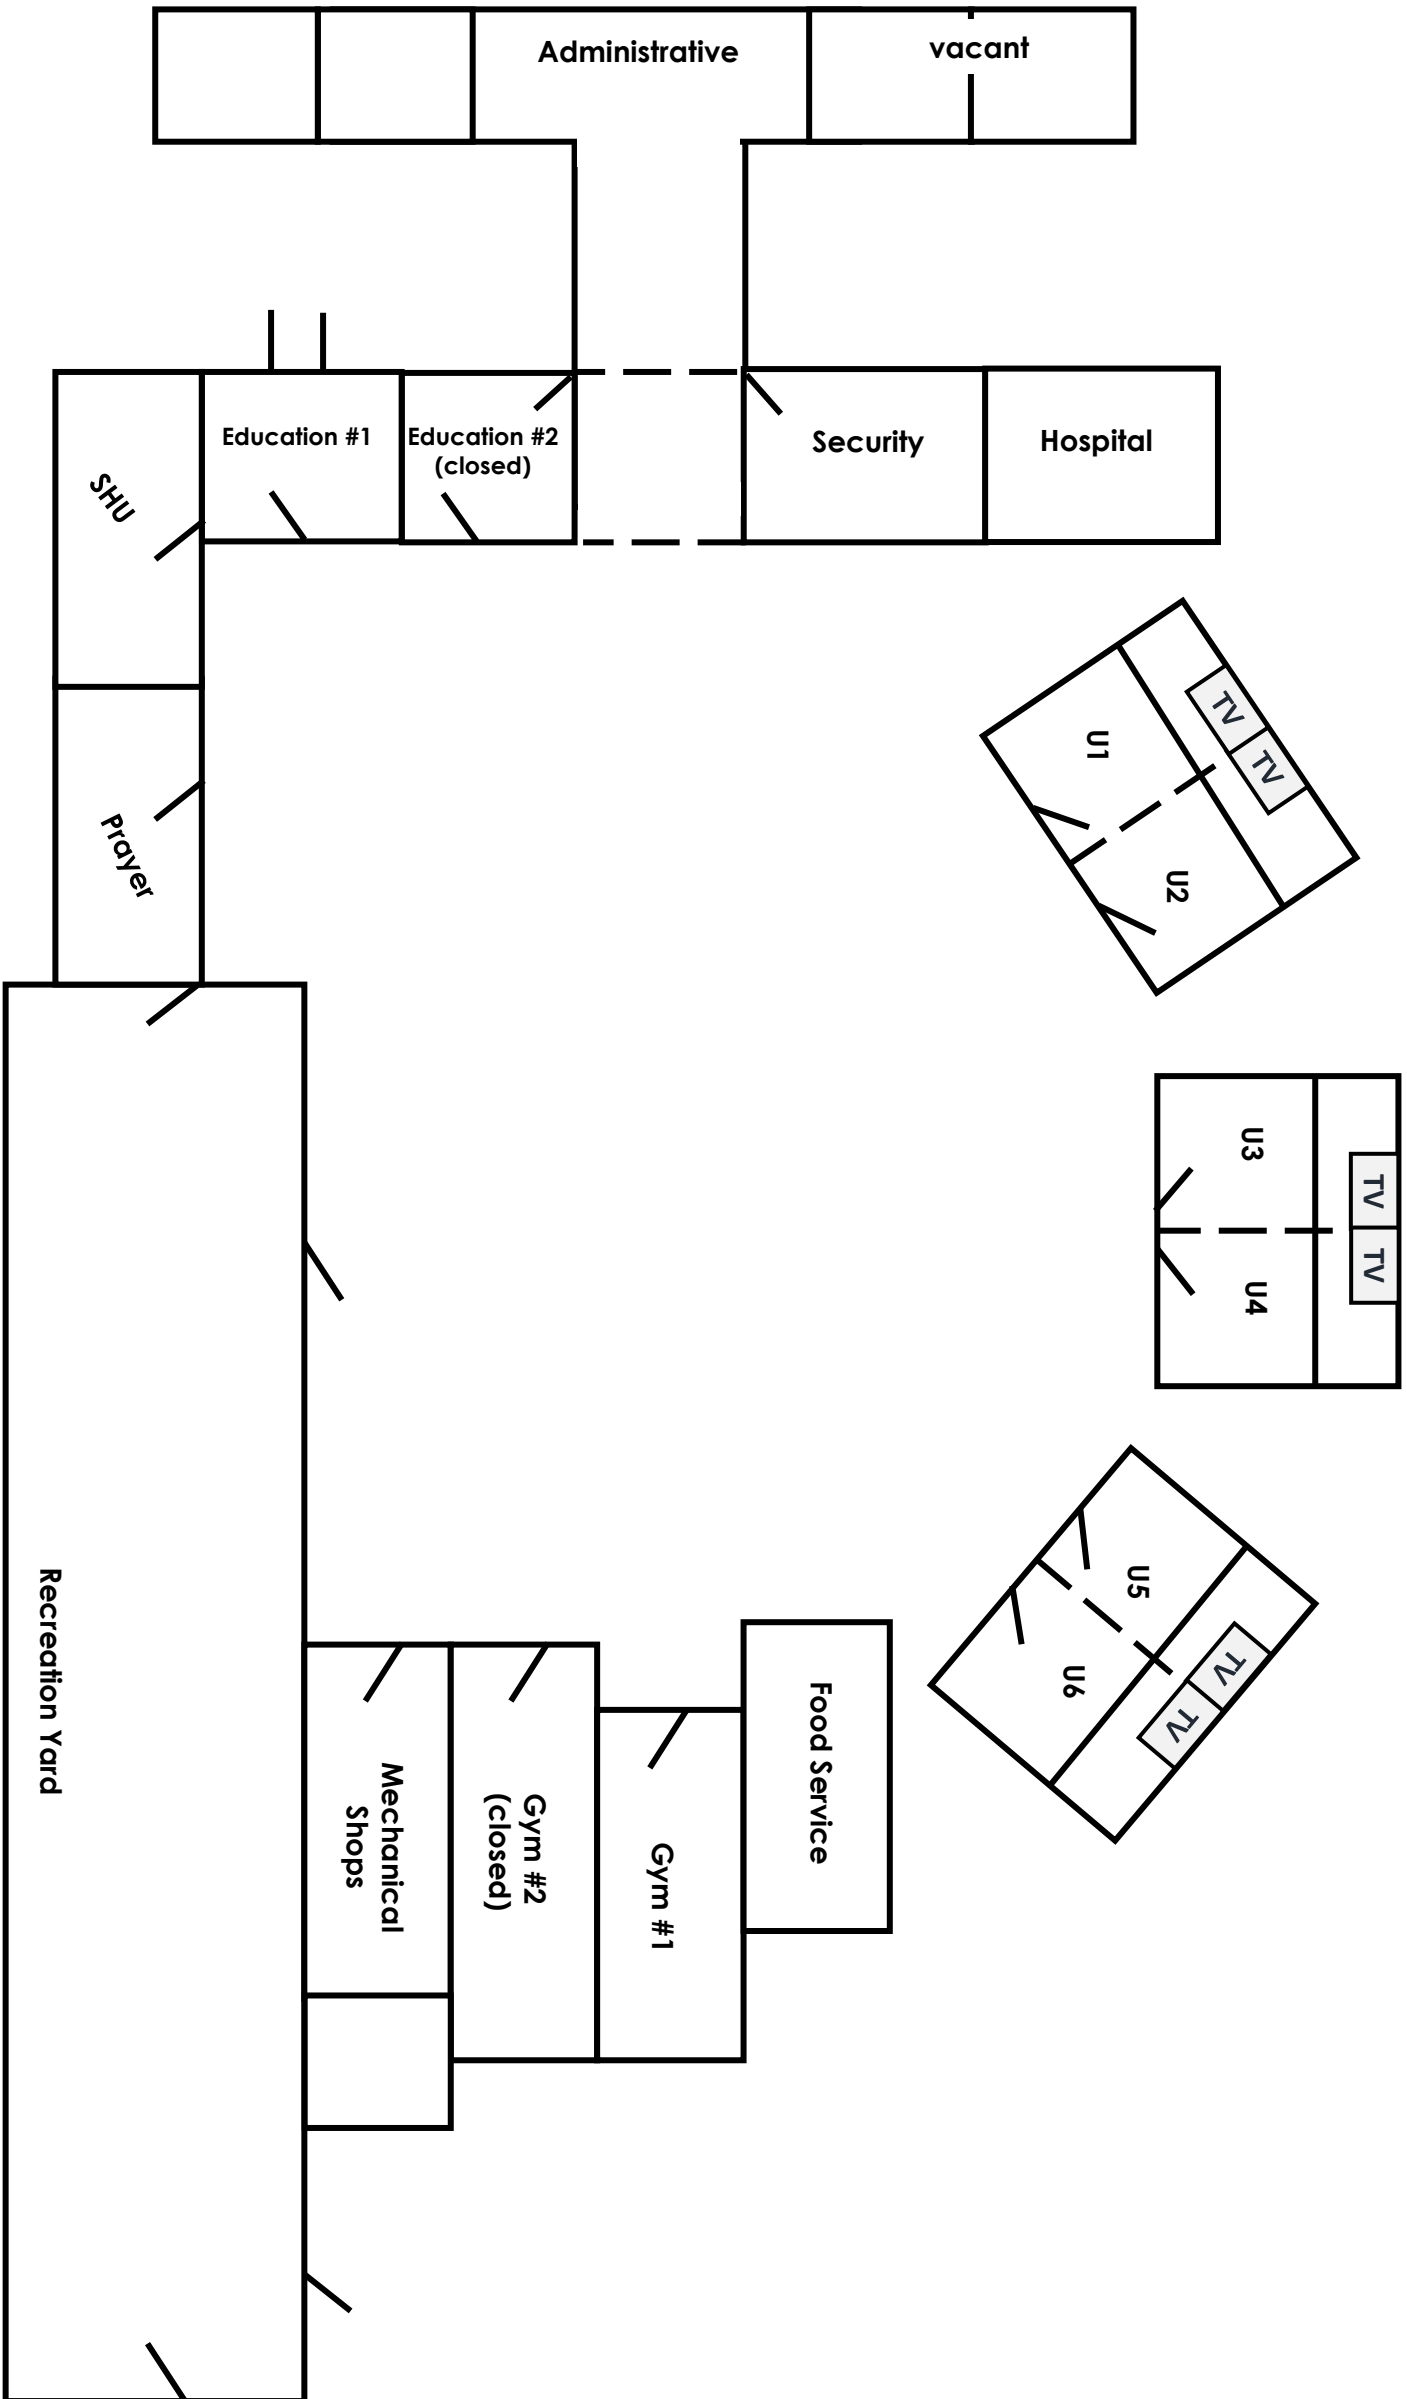 Administrative
vacant
Education #1
Education #2
(closed)
Security
Hospital
SHU
TV
TV
U1
U2
Prayer
U3
TV
U4
TV
U5
TV
U6
TV
Recreation Yard
Mechanical
Shops
Gym #2
(closed)
Gym #1
Food Service